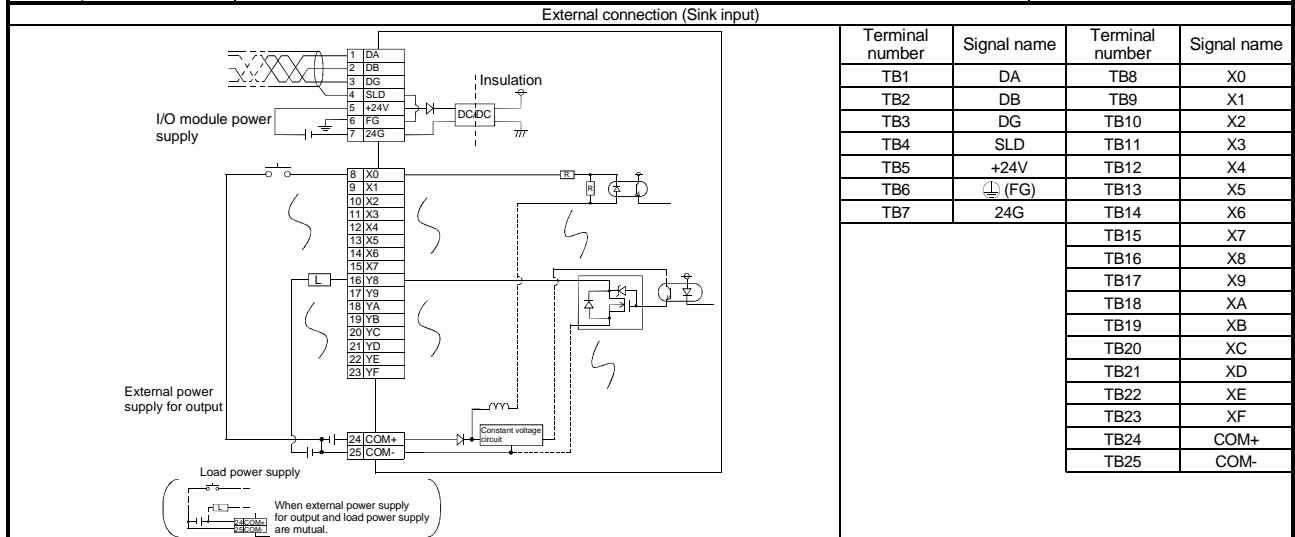 External connection (Sink input)
1 DA
2 DB
3 DG
4 SLD
5 +24V
6 FG
7 24G
Insulation
DC/DC
I/O module power
supply
8 X0
9 X1
10 X2
11 X3
12 X4
13 X5
14 X6
15 X7
16 Y8
17 Y9
18 YA
19 YB
20 YC
21 YD
22 YE
23 YF
R
R
L
External power
supply for output
Constant voltage
circuit
24 COM+
25 COM-
Load power supply
L
24 COM+
25 COM-
When external power supply
for output and load power supply
are mutual.
Terminal number Signal name Terminal number Signal name
TB1 DA TB8 X0
TB2 DB TB9 X1
TB3 DG TB10 X2
TB4 SLD TB11 X3
TB5 +24V TB12 X4
TB6 (FG) TB13 X5
TB7 24G TB14 X6
TB15 X7
TB16 X8
TB17 X9
TB18 XA
TB19 XB
TB20 XC
TB21 XD
TB22 XE
TB23 XF
TB24 COM+
TB25 COM-